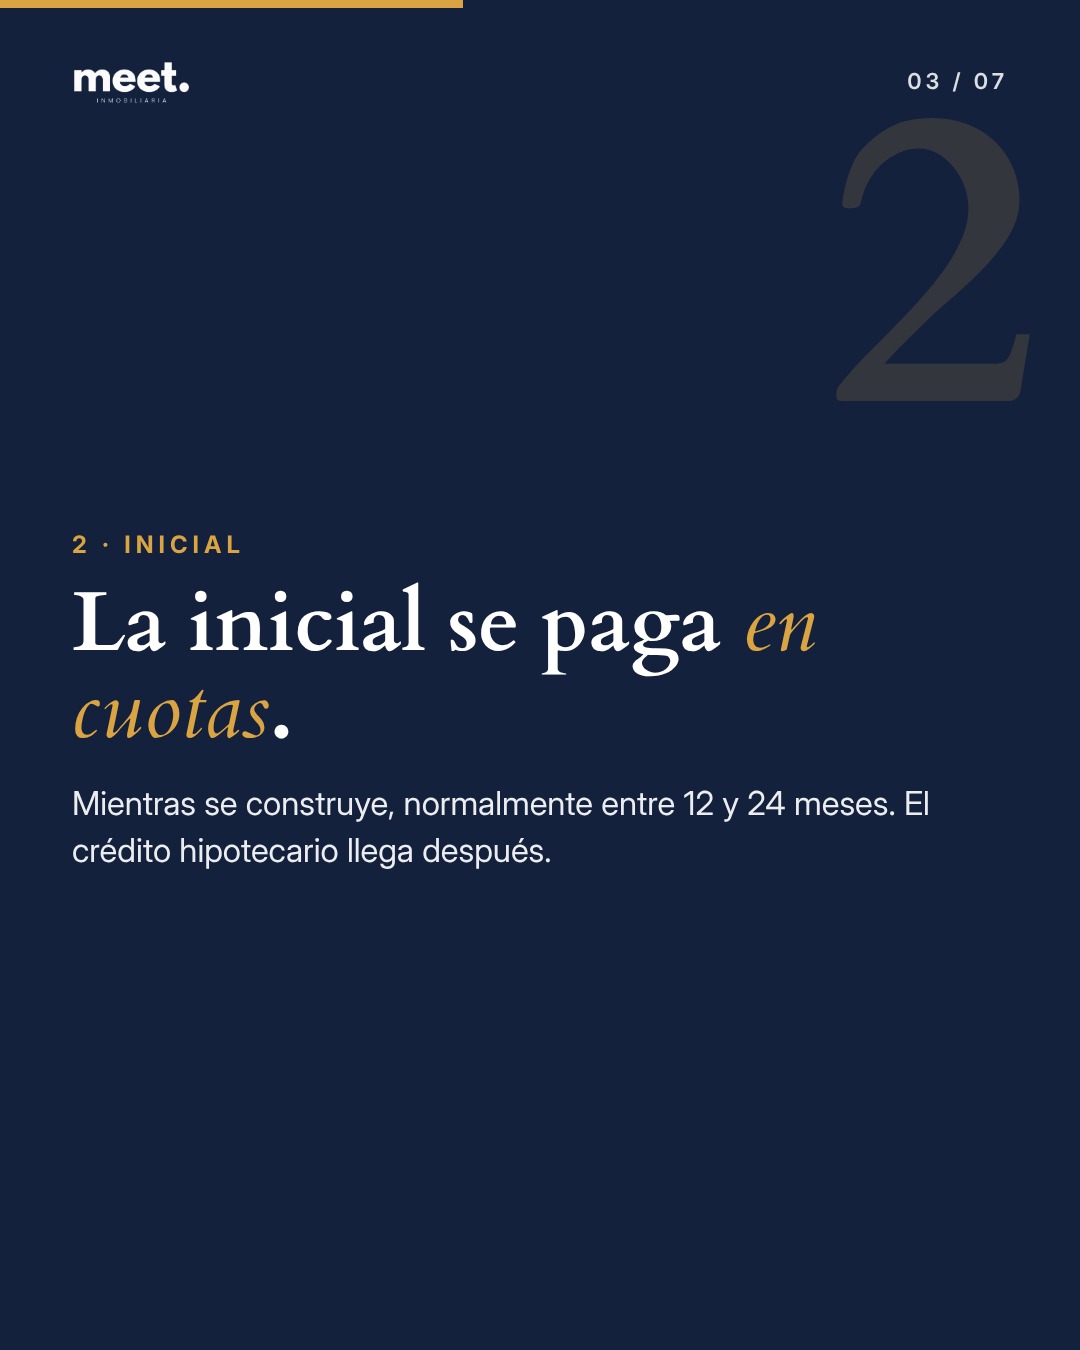 meet.
INMOBILIARIA
03 / 07
2
2 · INICIAL
La inicial se paga en
cuotas.
Mientras se construye, normalmente entre 12 y 24 meses. El
crédito hipotecario llega después.